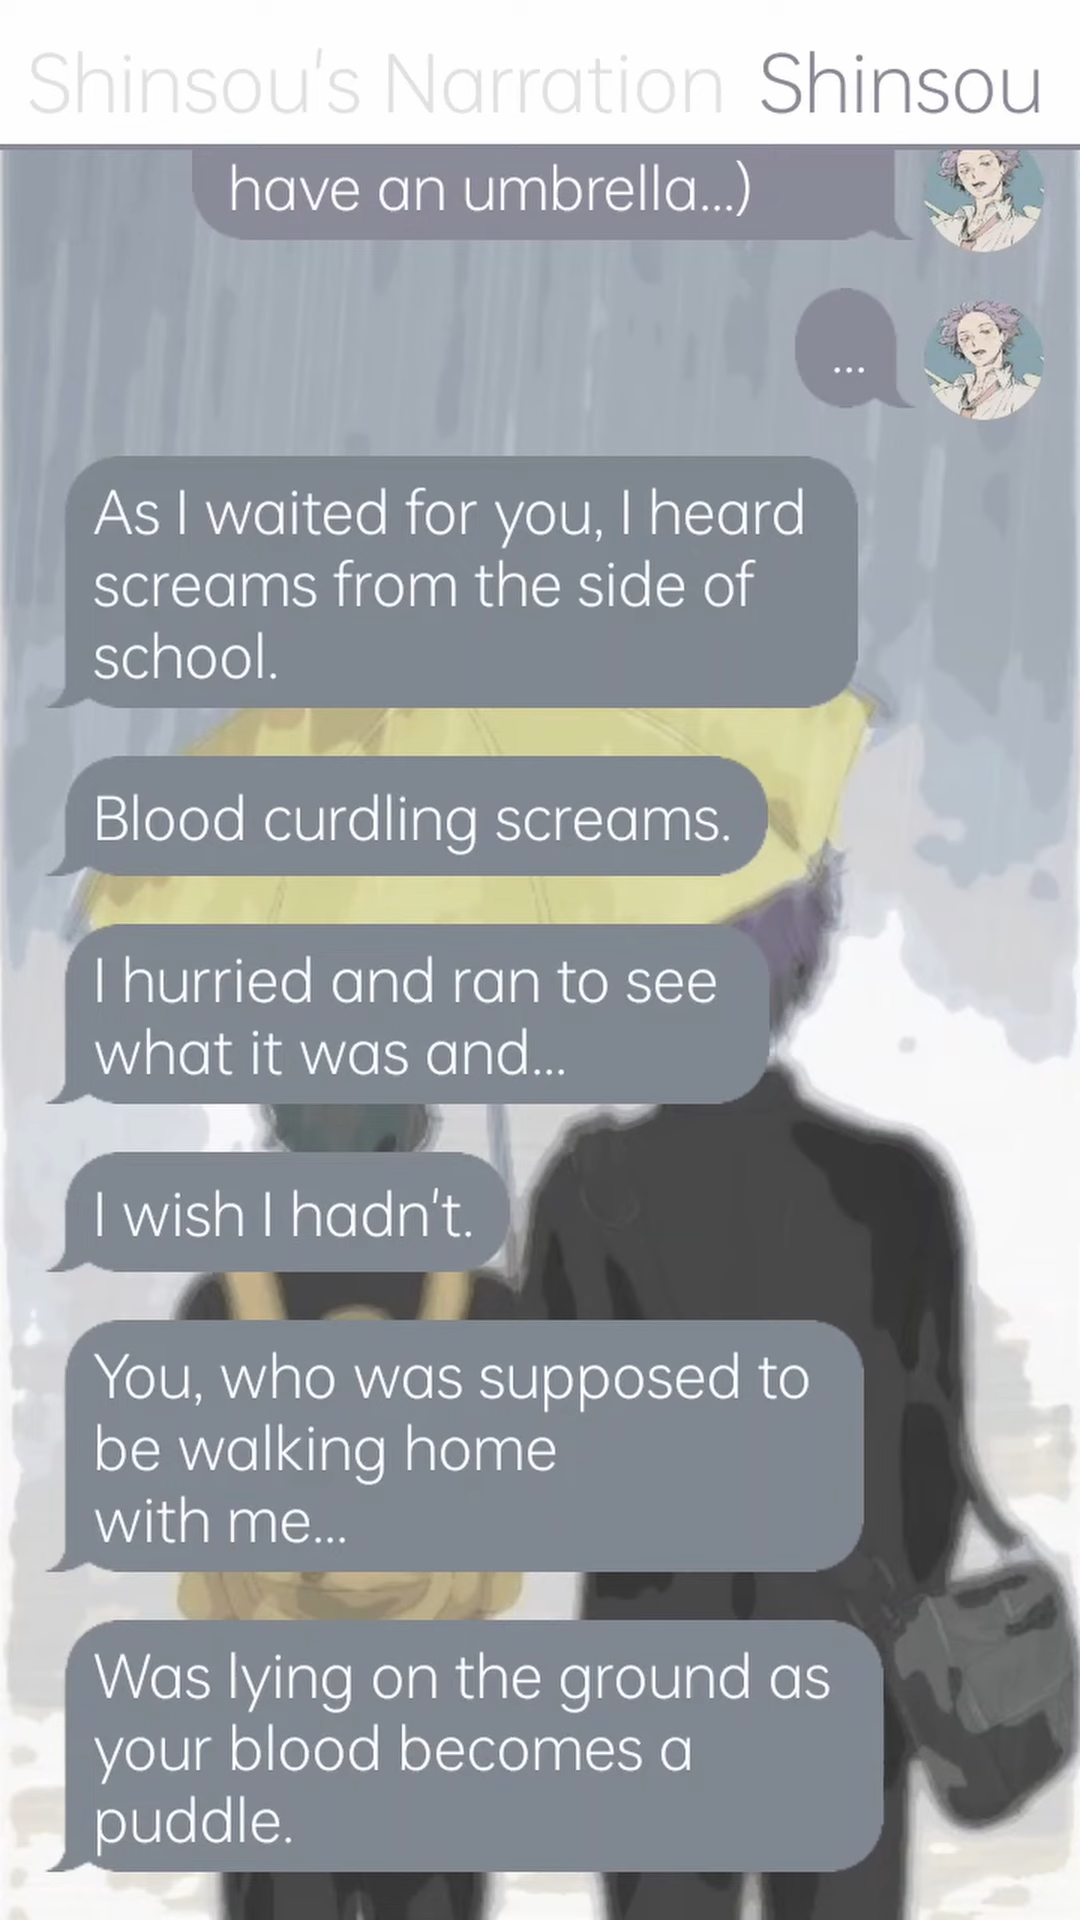 Shinsou's Narration Shinsou
have an umbrella...)
...
As I waited for you, I heard
screams from the side of
school.
Blood curdling screams.
I hurried and ran to see
what it was and...
I wish I hadn't.
You, who was supposed to
be walking home
with me...
Was lying on the ground as
your blood becomes a
puddle.